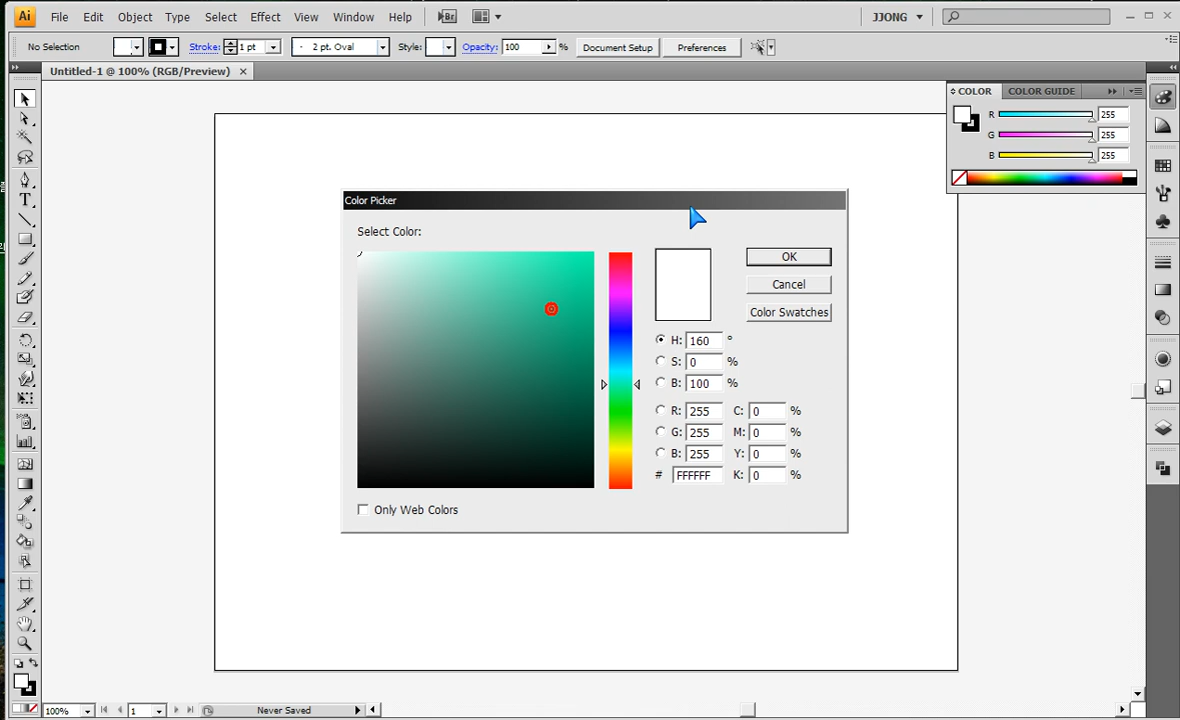 Ai File Edit Object Type Select Effect View Window Help Br JJONG
No Selection Stroke: 1 pt 2 pt. Oval Style: Opacity: 100 % Document Setup Preferences
Untitled-1 @ 100% (RGB/Preview)
COLOR COLOR GUIDE
R 255
G 255
B 255
Color Picker
Select Color:
OK
Cancel
Color Swatches
H: 160 °
S: 0 %
B: 100 %
R: 255 C: 0 %
G: 255 M: 0 %
B: 255 Y: 0 %
# FFFFFF K: 0 %
Only Web Colors
100% 1 Never Saved